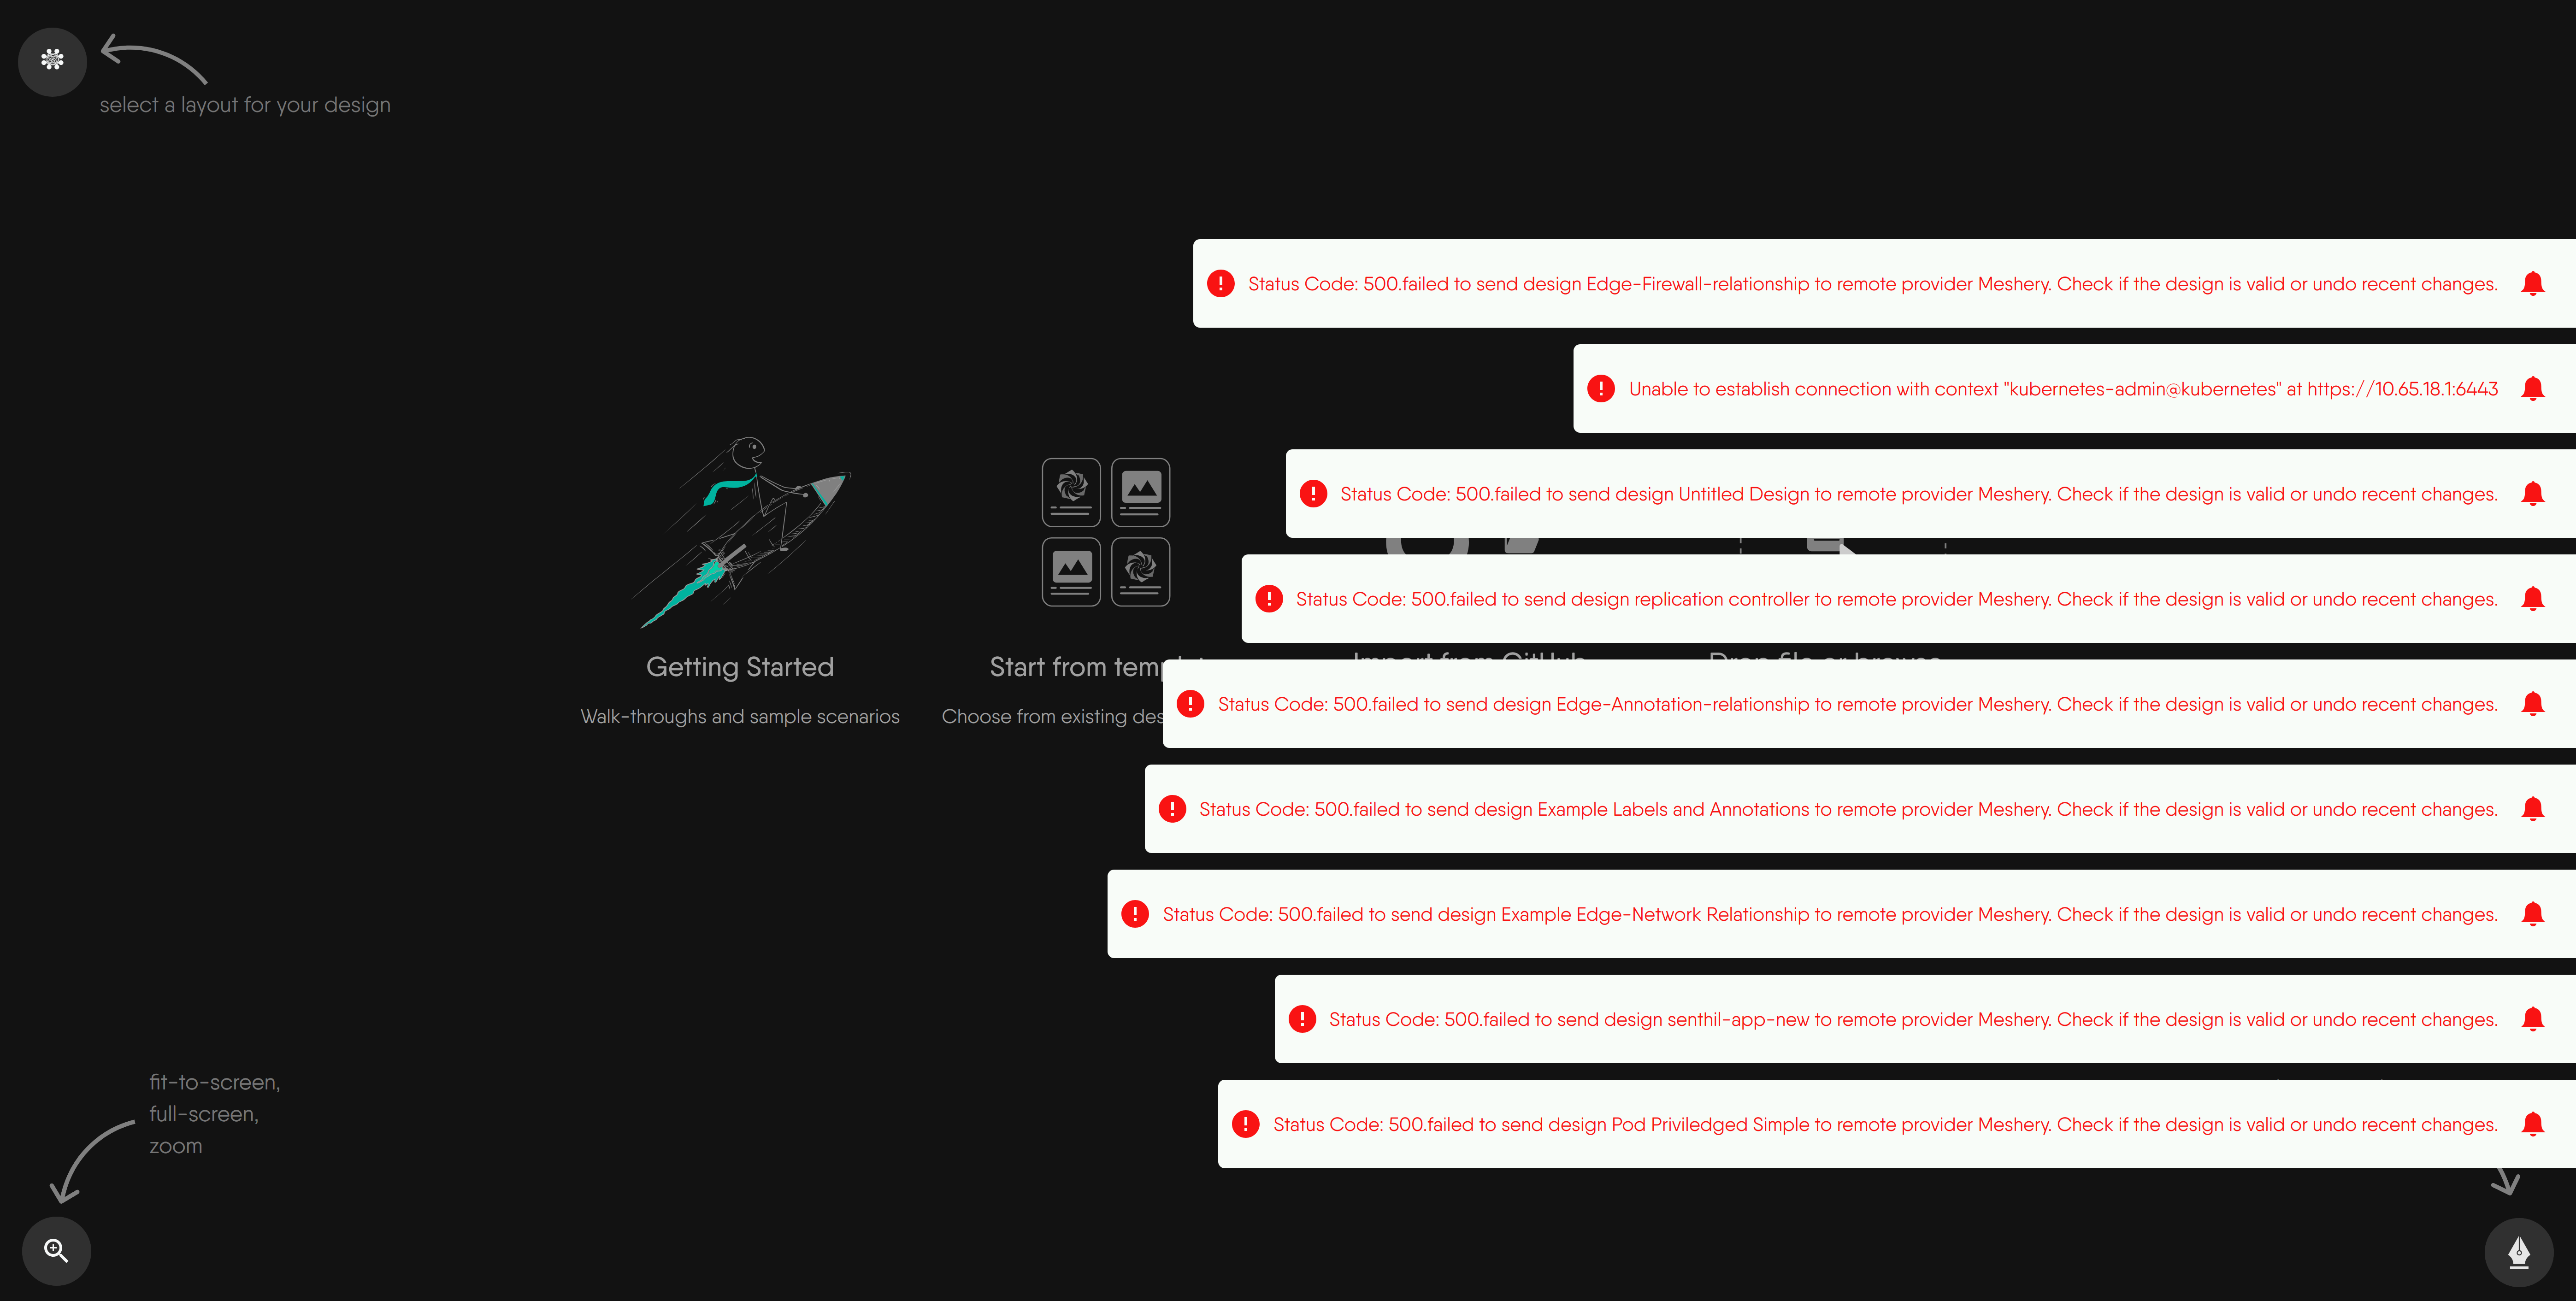 select a layout for your design
Status Code: 500.failed to send design Edge-Firewall-relationship to remote provider Meshery. Check if the design is valid or undo recent changes.
Unable to establish connection with context "kubernetes-admin@kubernetes" at https://10.65.18.1:6443
Status Code: 500.failed to send design Untitled Design to remote provider Meshery. Check if the design is valid or undo recent changes.
Status Code: 500.failed to send design replication controller to remote provider Meshery. Check if the design is valid or undo recent changes.
Getting Started
Start from
Import from GitHub
Drop file or browse
Status Code: 500.failed to send design Edge-Annotation-relationship to remote provider Meshery. Check if the design is valid or undo recent changes.
Walk-throughs and sample scenarios
Choose from existing
Status Code: 500.failed to send design Example Labels and Annotations to remote provider Meshery. Check if the design is valid or undo recent changes.
Status Code: 500.failed to send design Example Edge-Network Relationship to remote provider Meshery. Check if the design is valid or undo recent changes.
Status Code: 500.failed to send design senthil-app-new to remote provider Meshery. Check if the design is valid or undo recent changes.
Status Code: 500.failed to send design Pod Priviledged Simple to remote provider Meshery. Check if the design is valid or undo recent changes.
fit-to-screen,
full-screen,
zoom